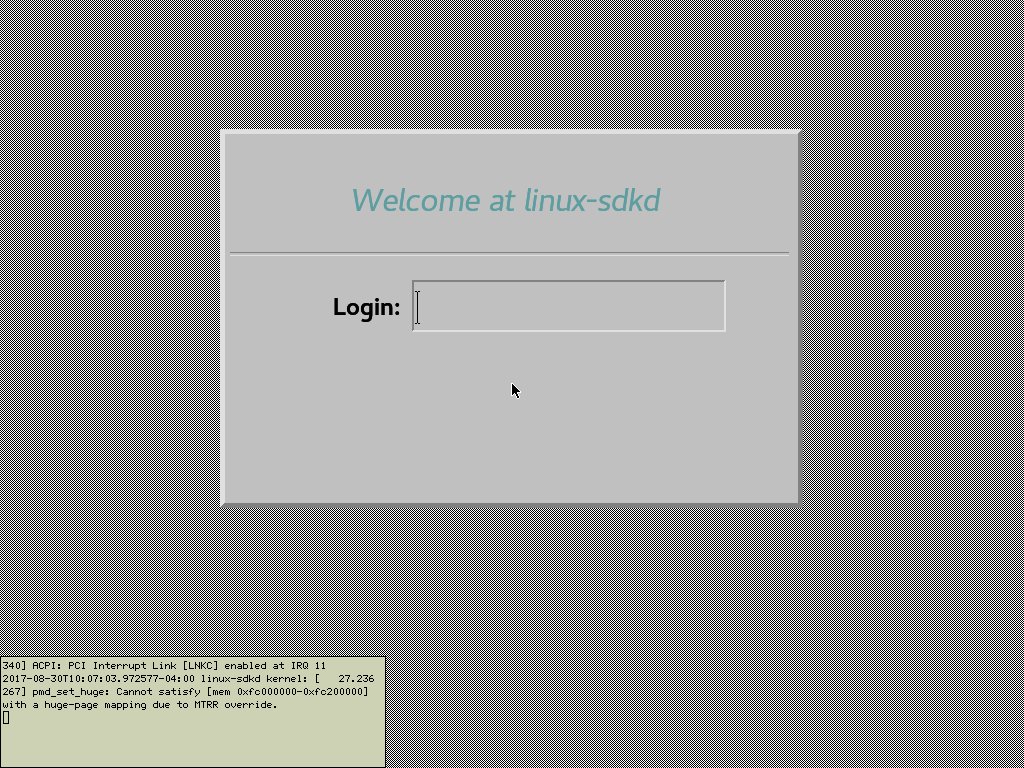 Welcome at linux-sdkd
Login:
340] ACPI: PCI Interrupt Link [LNKC] enabled at IRQ 11
2017-08-30T10:07:03.972577-04:00 linux-sdkd kernel: [   27.236
267] pmd_set_huge: Cannot satisfy [mem 0xfc000000-0xfc200000]
with a huge-page mapping due to MTRR override.